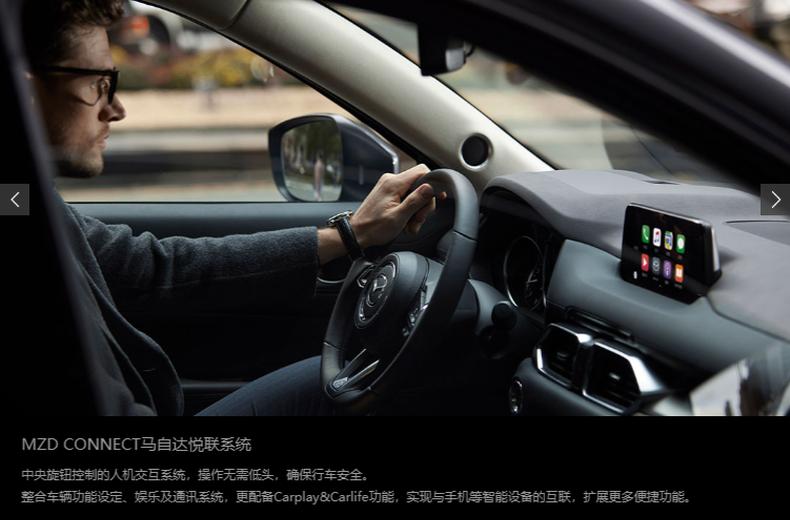 MZD CONNECT马自达悦联系统
中央旋钮控制的人机交互系统，操作无需低头，确保行车安全。
整合车辆功能设定、娱乐及通讯系统，更配备Carplay&Carlife功能，实现与手机等智能设备的互联，扩展更多便捷功能。